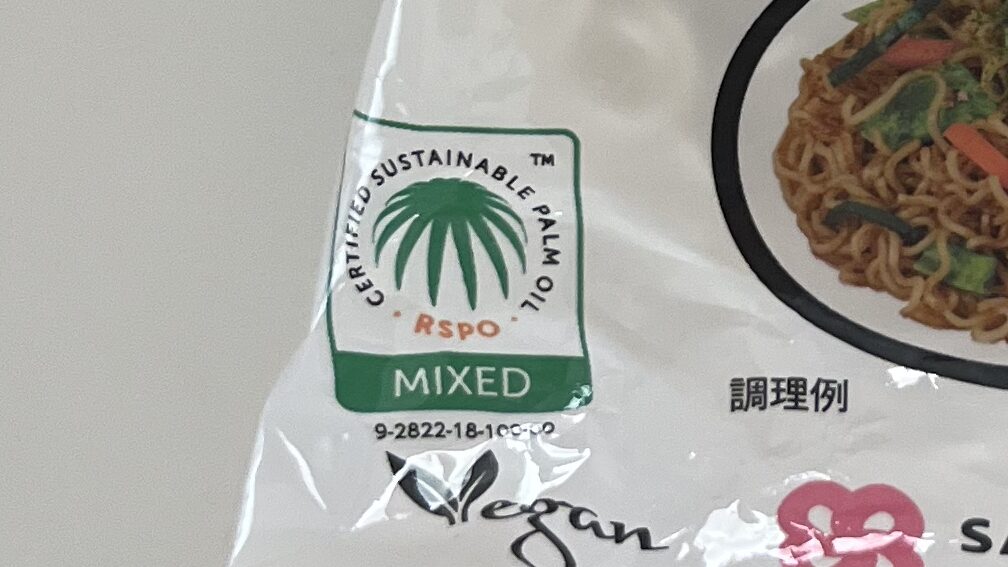 CERTIFIED SUSTAINABLE PALM OIL
TM
RSPO
MIXED
調理例
Vegan